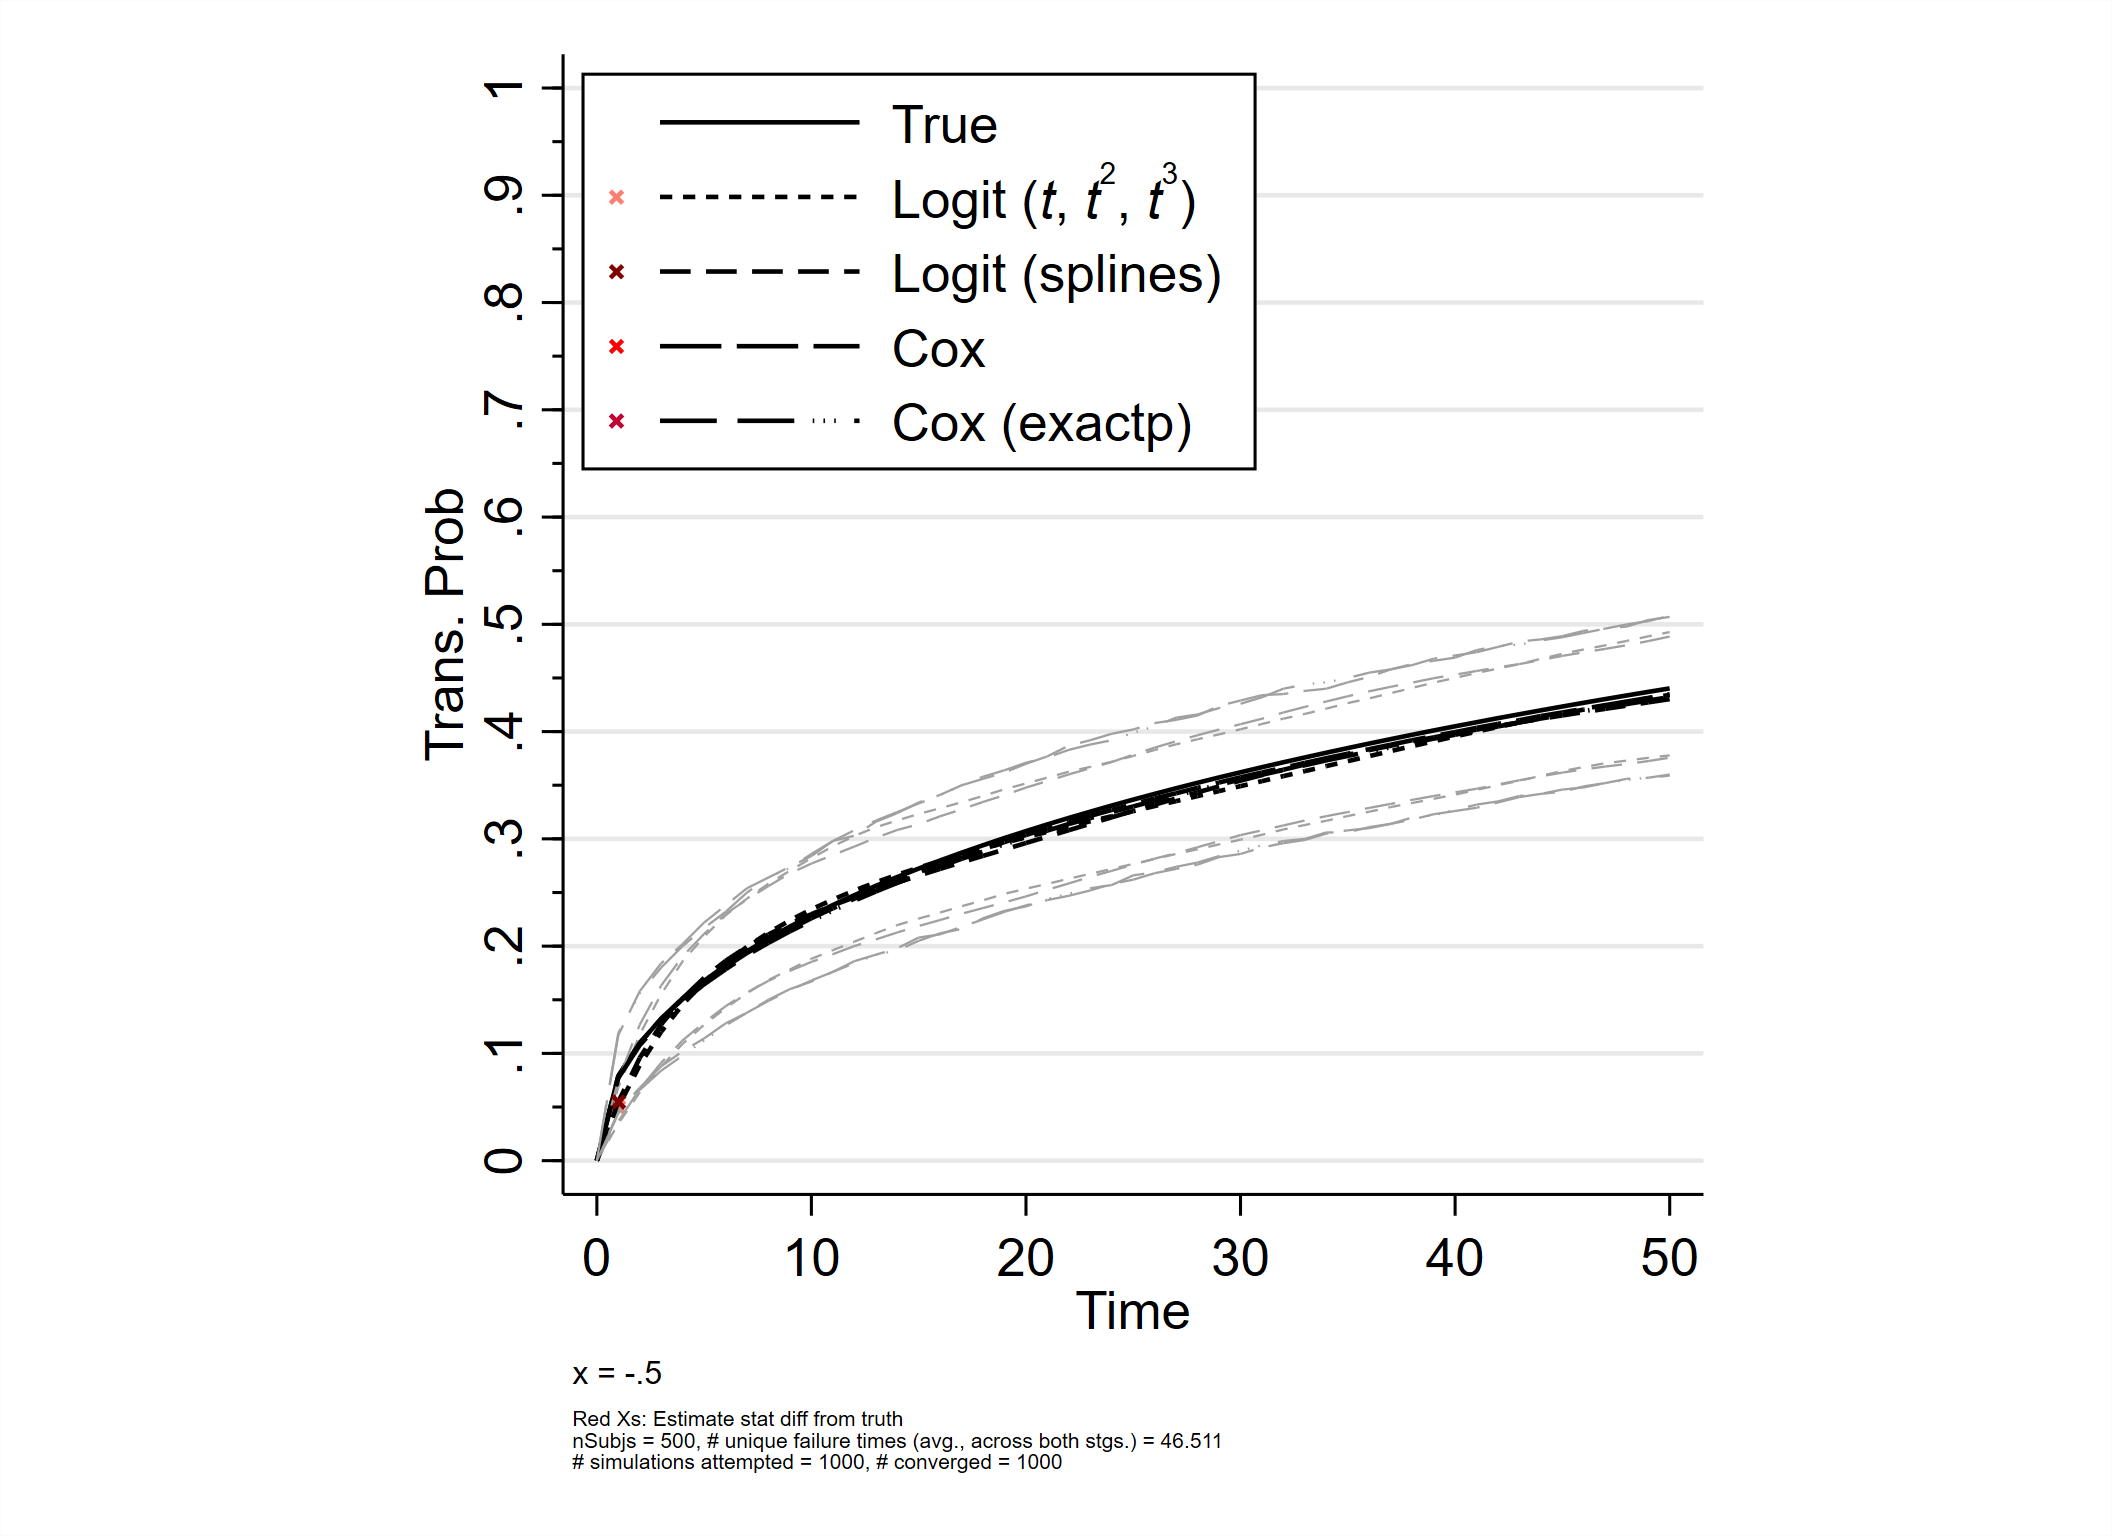 True
Logit (t, t², t³)
Logit (splines)
Cox
Cox (exactp)
Trans. Prob
1
.9
.8
.7
.6
.5
.4
.3
.2
.1
0
0 10 20 30 40 50
Time
x = -.5
Red Xs: Estimate stat diff from truth
nSubjs = 500, # unique failure times (avg., across both stgs.) = 46.511
# simulations attempted = 1000, # converged = 1000